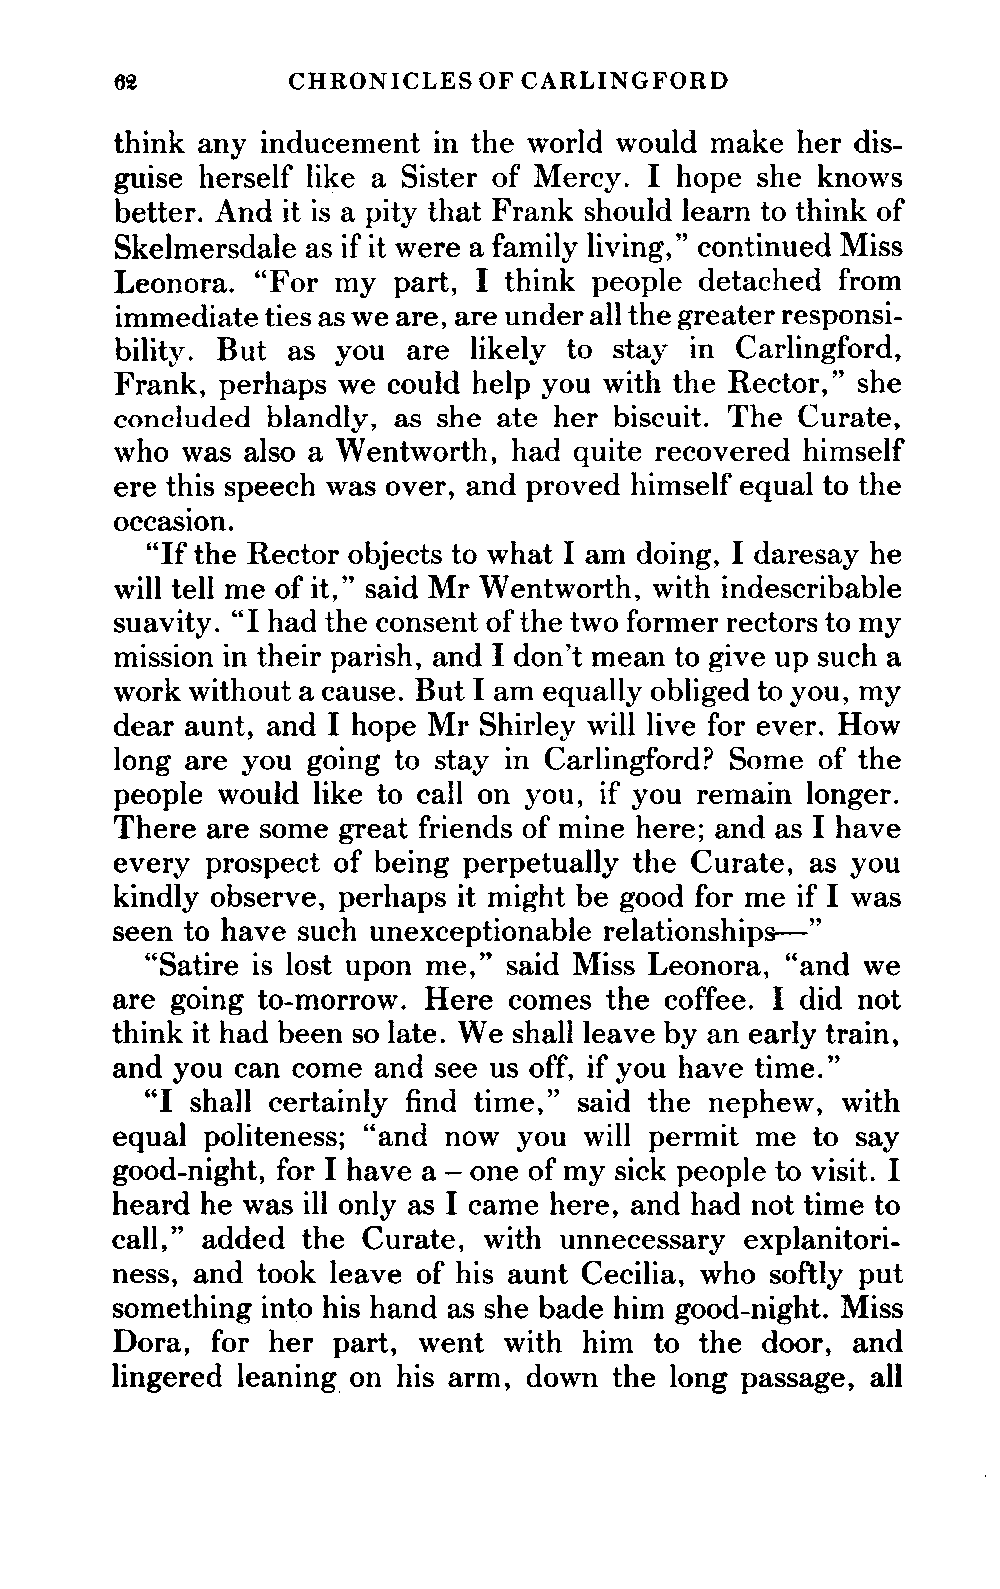 62 CHRONICLES OF CARLINGFORD
think any inducement in the world would make her dis-
guise herself like a Sister of Mercy. I hope she knows
better. And it is a pity that Frank should learn to think of
Skelmersdale as if it were a family living,” continued Miss
Leonora. “For my part, I think people detached from
immediate ties as we are, are under all the greater responsi-
bility. But as you are likely to stay in Carlingford,
Frank, perhaps we could help you with the Rector,” she
concluded blandly, as she ate her biscuit. The Curate,
who was also a Wentworth, had quite recovered himself
ere this speech was over, and proved himself equal to the
occasion.
“If the Rector objects to what I am doing, I daresay he
will tell me of it,” said Mr Wentworth, with indescribable
suavity. “I had the consent of the two former rectors to my
mission in their parish, and I don’t mean to give up such a
work without a cause. But I am equally obliged to you, my
dear aunt, and I hope Mr Shirley will live for ever. How
long are you going to stay in Carlingford? Some of the
people would like to call on you, if you remain longer.
There are some great friends of mine here; and as I have
every prospect of being perpetually the Curate, as you
kindly observe, perhaps it might be good for me if I was
seen to have such unexceptionable relationships—”
“Satire is lost upon me,” said Miss Leonora, “and we
are going to-morrow. Here comes the coffee. I did not
think it had been so late. We shall leave by an early train,
and you can come and see us off, if you have time.”
“I shall certainly find time,” said the nephew, with
equal politeness; “and now you will permit me to say
good-night, for I have a – one of my sick people to visit. I
heard he was ill only as I came here, and had not time to
call,” added the Curate, with unnecessary explanitori-
ness, and took leave of his aunt Cecilia, who softly put
something into his hand as she bade him good-night. Miss
Dora, for her part, went with him to the door, and
lingered leaning on his arm, down the long passage, all